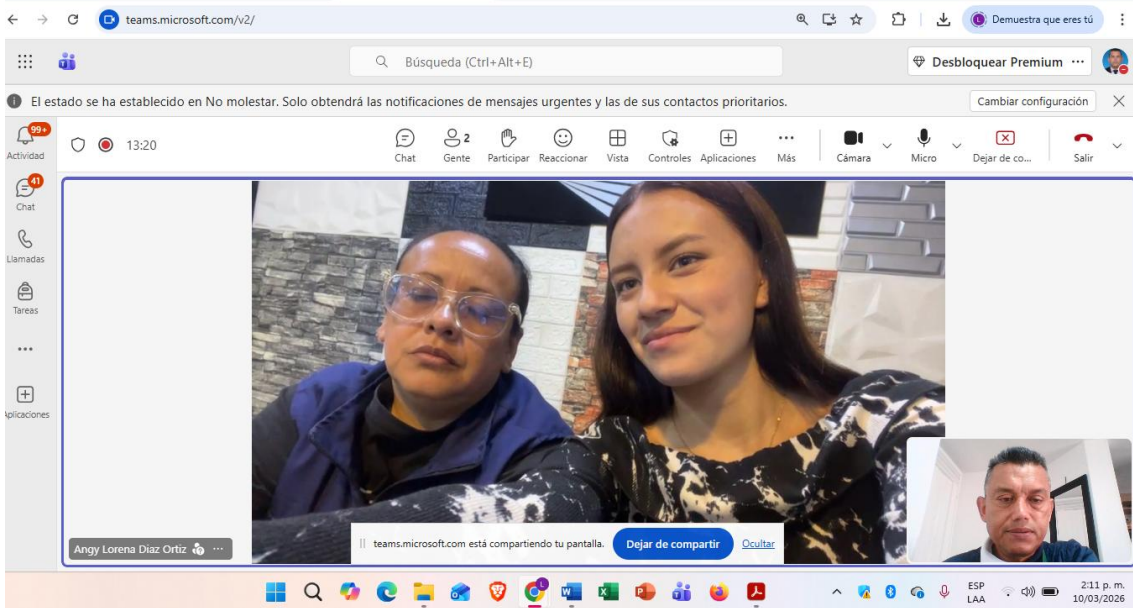 teams.microsoft.com/v2/
Demuestra que eres tú
Búsqueda (Ctrl+Alt+E)
Desbloquear Premium
El estado se ha establecido en No molestar. Solo obtendrá las notificaciones de mensajes urgentes y las de sus contactos prioritarios.
Cambiar configuración
99+
Actividad
13:20
Chat
2
Gente
Participar
Reaccionar
Vista
Controles
Aplicaciones
Más
Cámara
Micro
Dejar de co...
Salir
41
Chat
Llamadas
Tareas
Aplicaciones
Angy Lorena Diaz Ortiz
teams.microsoft.com está compartiendo tu pantalla.
Dejar de compartir
Ocultar
ESP
LAA
2:11 p. m.
10/03/2026